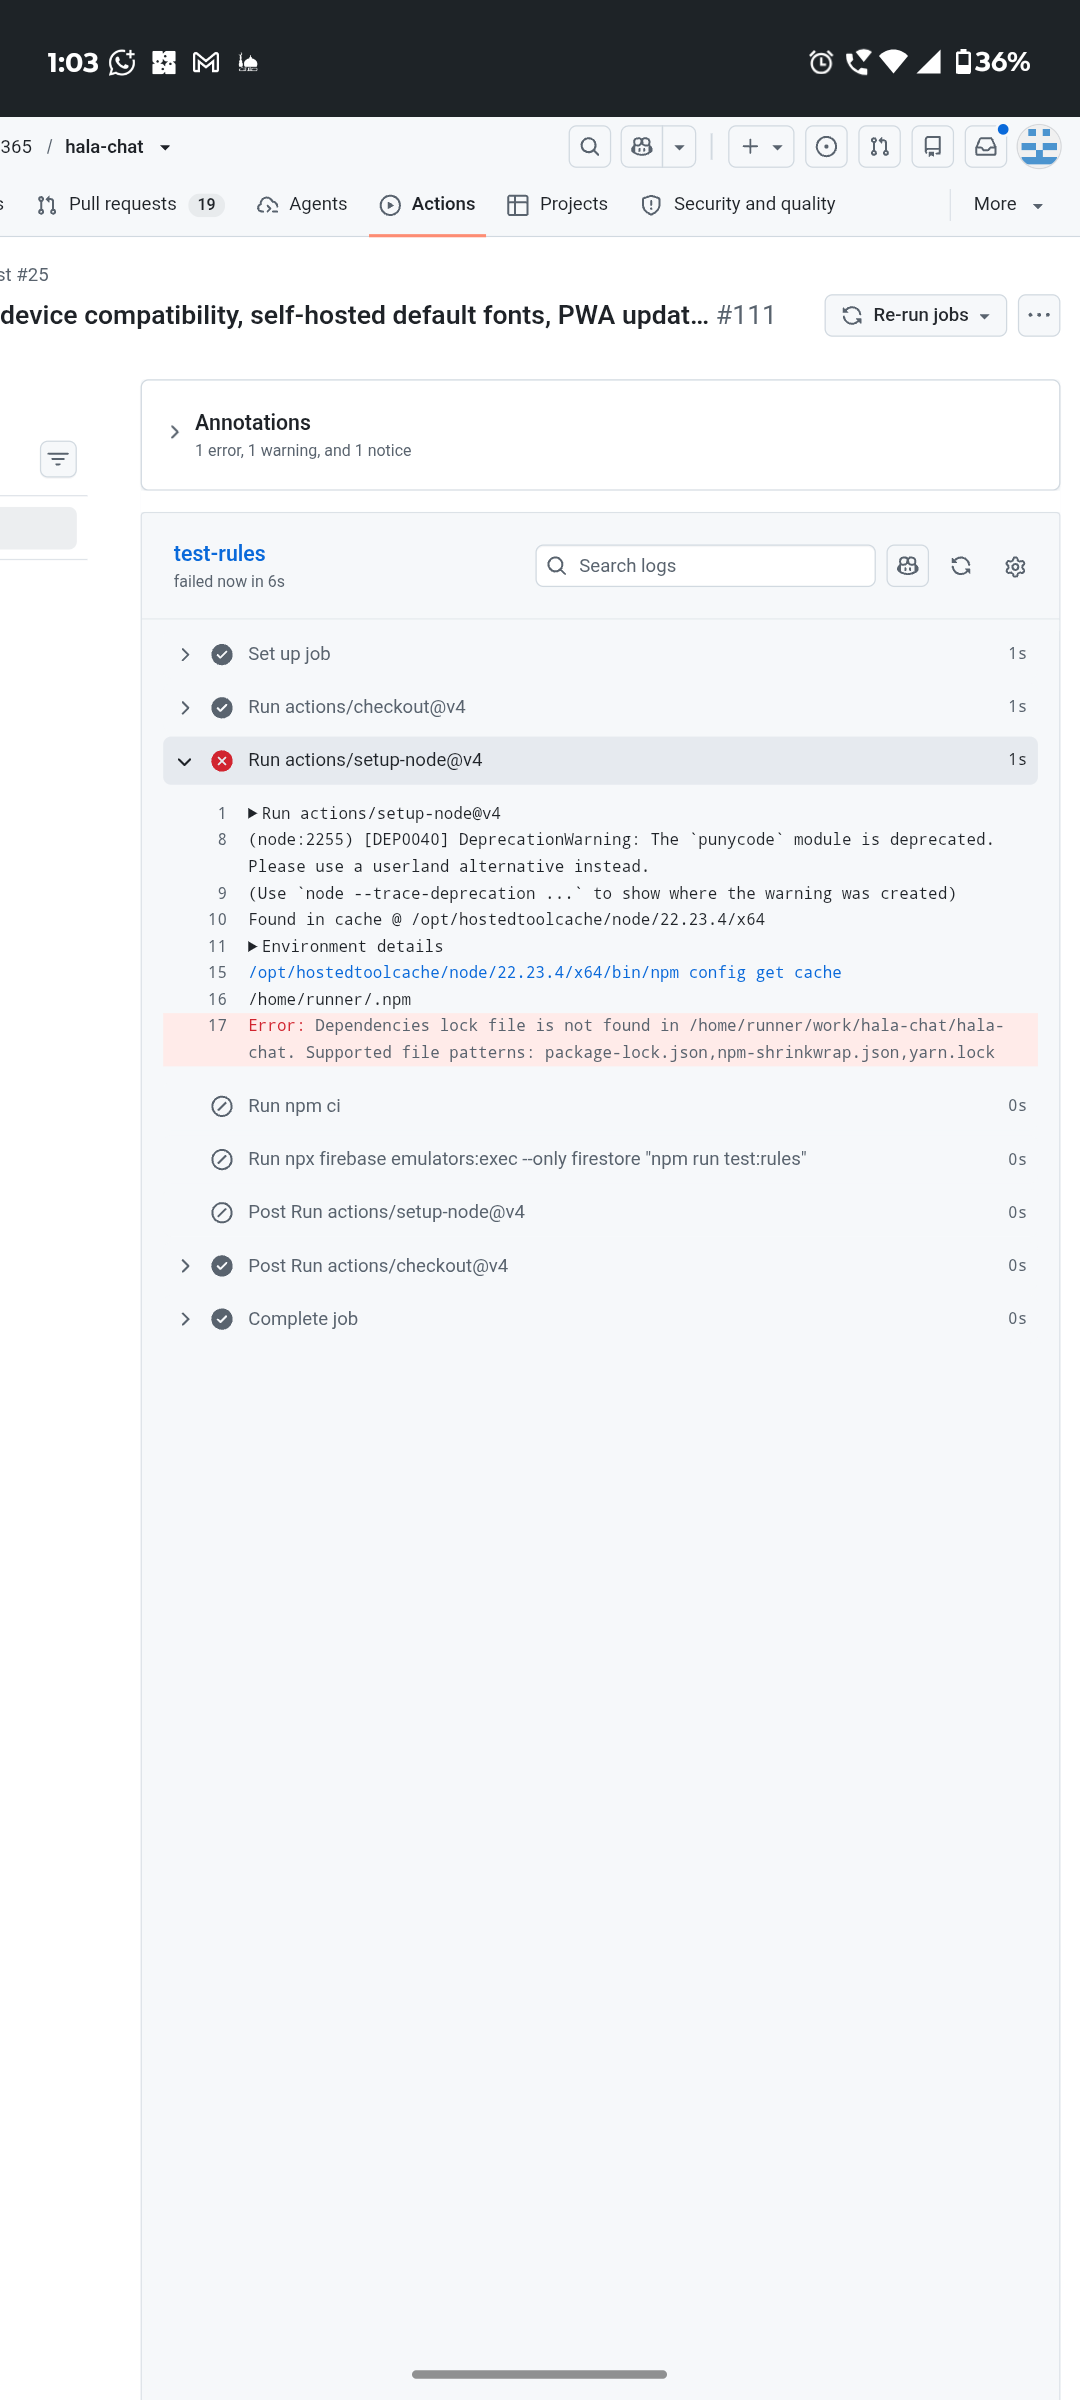 1:03 36%
365 / hala-chat
s Pull requests 19 Agents Actions Projects Security and quality More
st #25
device compatibility, self-hosted default fonts, PWA updat... #111 Re-run jobs
Annotations
1 error, 1 warning, and 1 notice
test-rules
failed now in 6s
Search logs
Set up job 1s
Run actions/checkout@v4 1s
Run actions/setup-node@v4 1s
1 Run actions/setup-node@v4
8 (node:2255) [DEP0040] DeprecationWarning: The `punycode` module is deprecated.
Please use a userland alternative instead.
9 (Use `node --trace-deprecation ...` to show where the warning was created)
10 Found in cache @ /opt/hostedtoolcache/node/22.23.4/x64
11 Environment details
15 /opt/hostedtoolcache/node/22.23.4/x64/bin/npm config get cache
16 /home/runner/.npm
17 Error: Dependencies lock file is not found in /home/runner/work/hala-chat/hala-
chat. Supported file patterns: package-lock.json,npm-shrinkwrap.json,yarn.lock
Run npm ci 0s
Run npx firebase emulators:exec --only firestore "npm run test:rules" 0s
Post Run actions/setup-node@v4 0s
Post Run actions/checkout@v4 0s
Complete job 0s